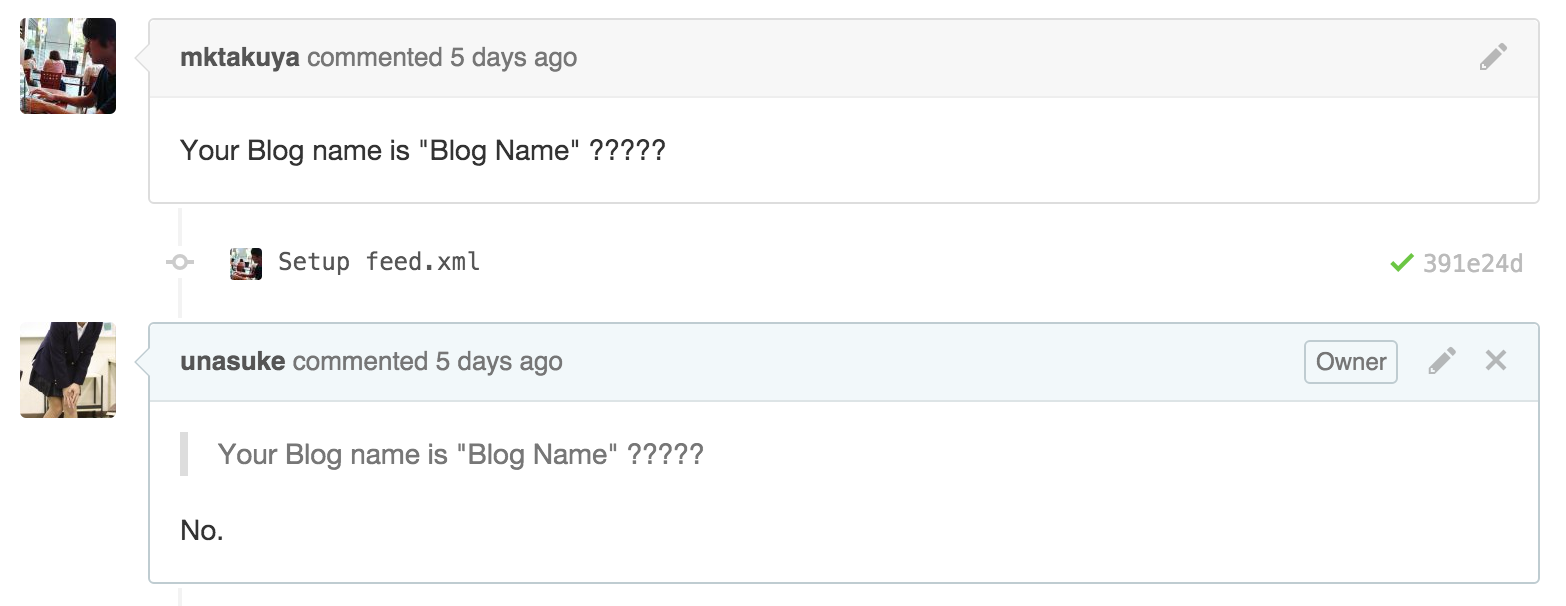 mktakuya commented 5 days ago
Your Blog name is "Blog Name" ?????
Setup feed.xml 391e24d
unasuke commented 5 days ago Owner
Your Blog name is "Blog Name" ?????
No.